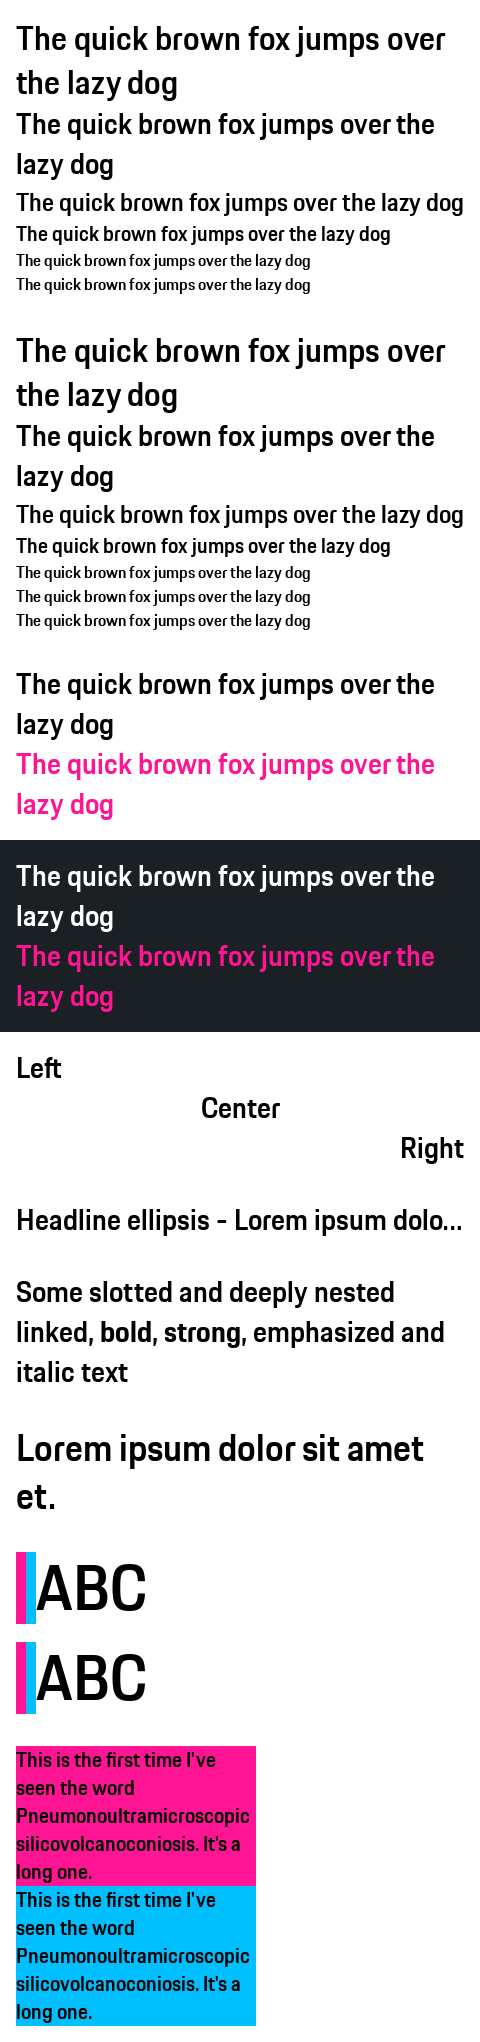 The quick brown fox jumps over
the lazy dog
The quick brown fox jumps over the
lazy dog
The quick brown fox jumps over the lazy dog
The quick brown fox jumps over the lazy dog
The quick brown fox jumps over the lazy dog
The quick brown fox jumps over the lazy dog
The quick brown fox jumps over
the lazy dog
The quick brown fox jumps over the
lazy dog
The quick brown fox jumps over the lazy dog
The quick brown fox jumps over the lazy dog
The quick brown fox jumps over the lazy dog
The quick brown fox jumps over the lazy dog
The quick brown fox jumps over the lazy dog
The quick brown fox jumps over the
lazy dog
The quick brown fox jumps over the
lazy dog
The quick brown fox jumps over the
lazy dog
The quick brown fox jumps over the
lazy dog
Left
Center
Right
Headline ellipsis - Lorem ipsum dolo...
Some slotted and deeply nested
linked, bold, strong, emphasized and
italic text
Lorem ipsum dolor sit amet
et.
ABC
ABC
This is the first time I've
seen the word
Pneumonoultramicroscopic
silicovolcanoconiosis. It's a
long one.
This is the first time I've
seen the word
Pneumonoultramicroscopic
silicovolcanoconiosis. It's a
long one.